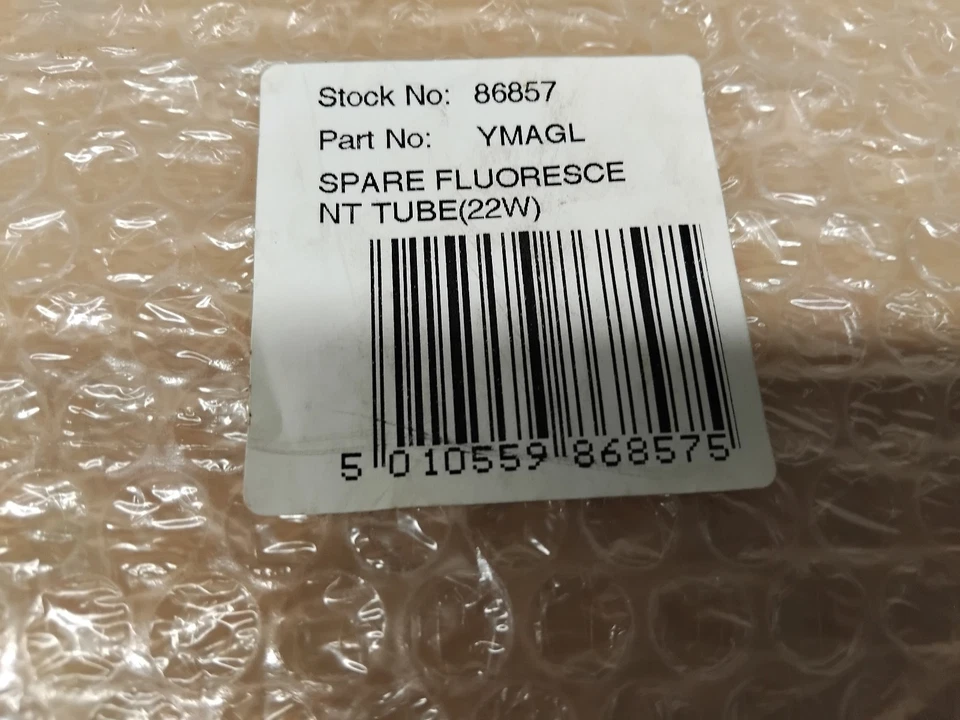 Stock No: 86857
Part No: YMAGL
SPARE FLUORESCE
NT TUBE(22W)
5 010559 868575